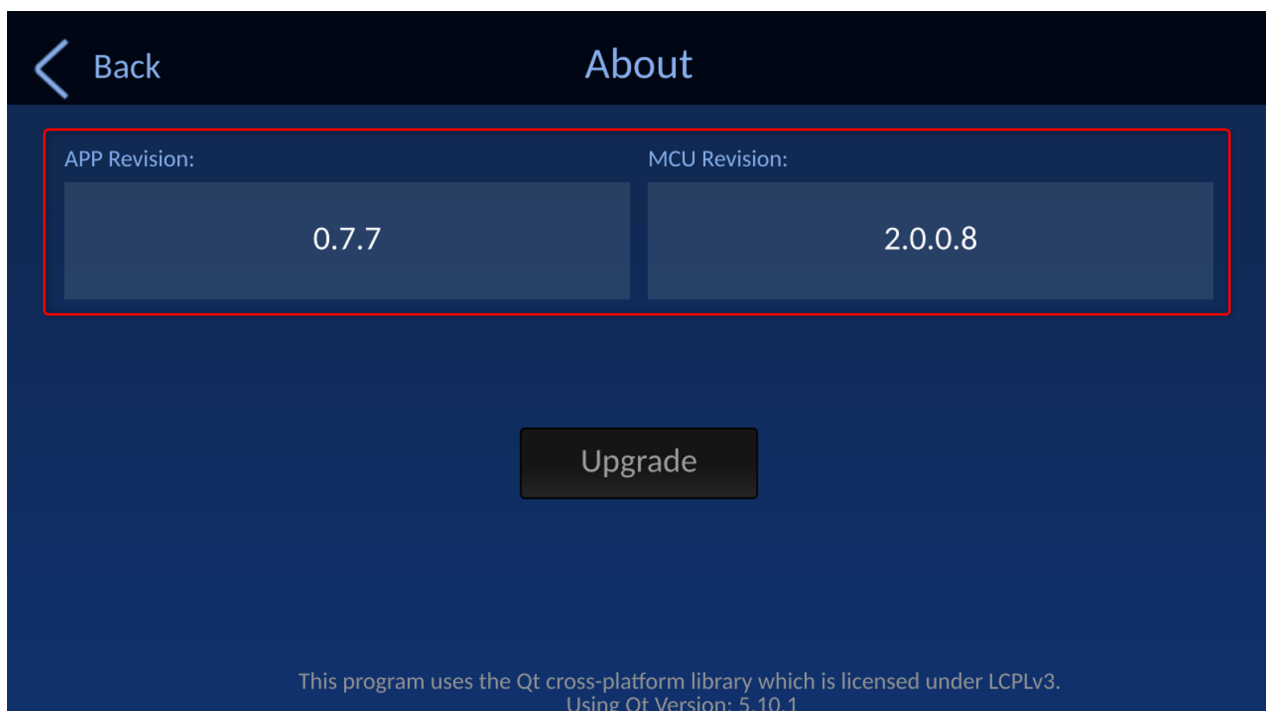 Back
About
APP Revision:
MCU Revision:
0.7.7
2.0.0.8
Upgrade
This program uses the Qt cross-platform library which is licensed under LCPLv3.
Using Qt Version: 5.10.1